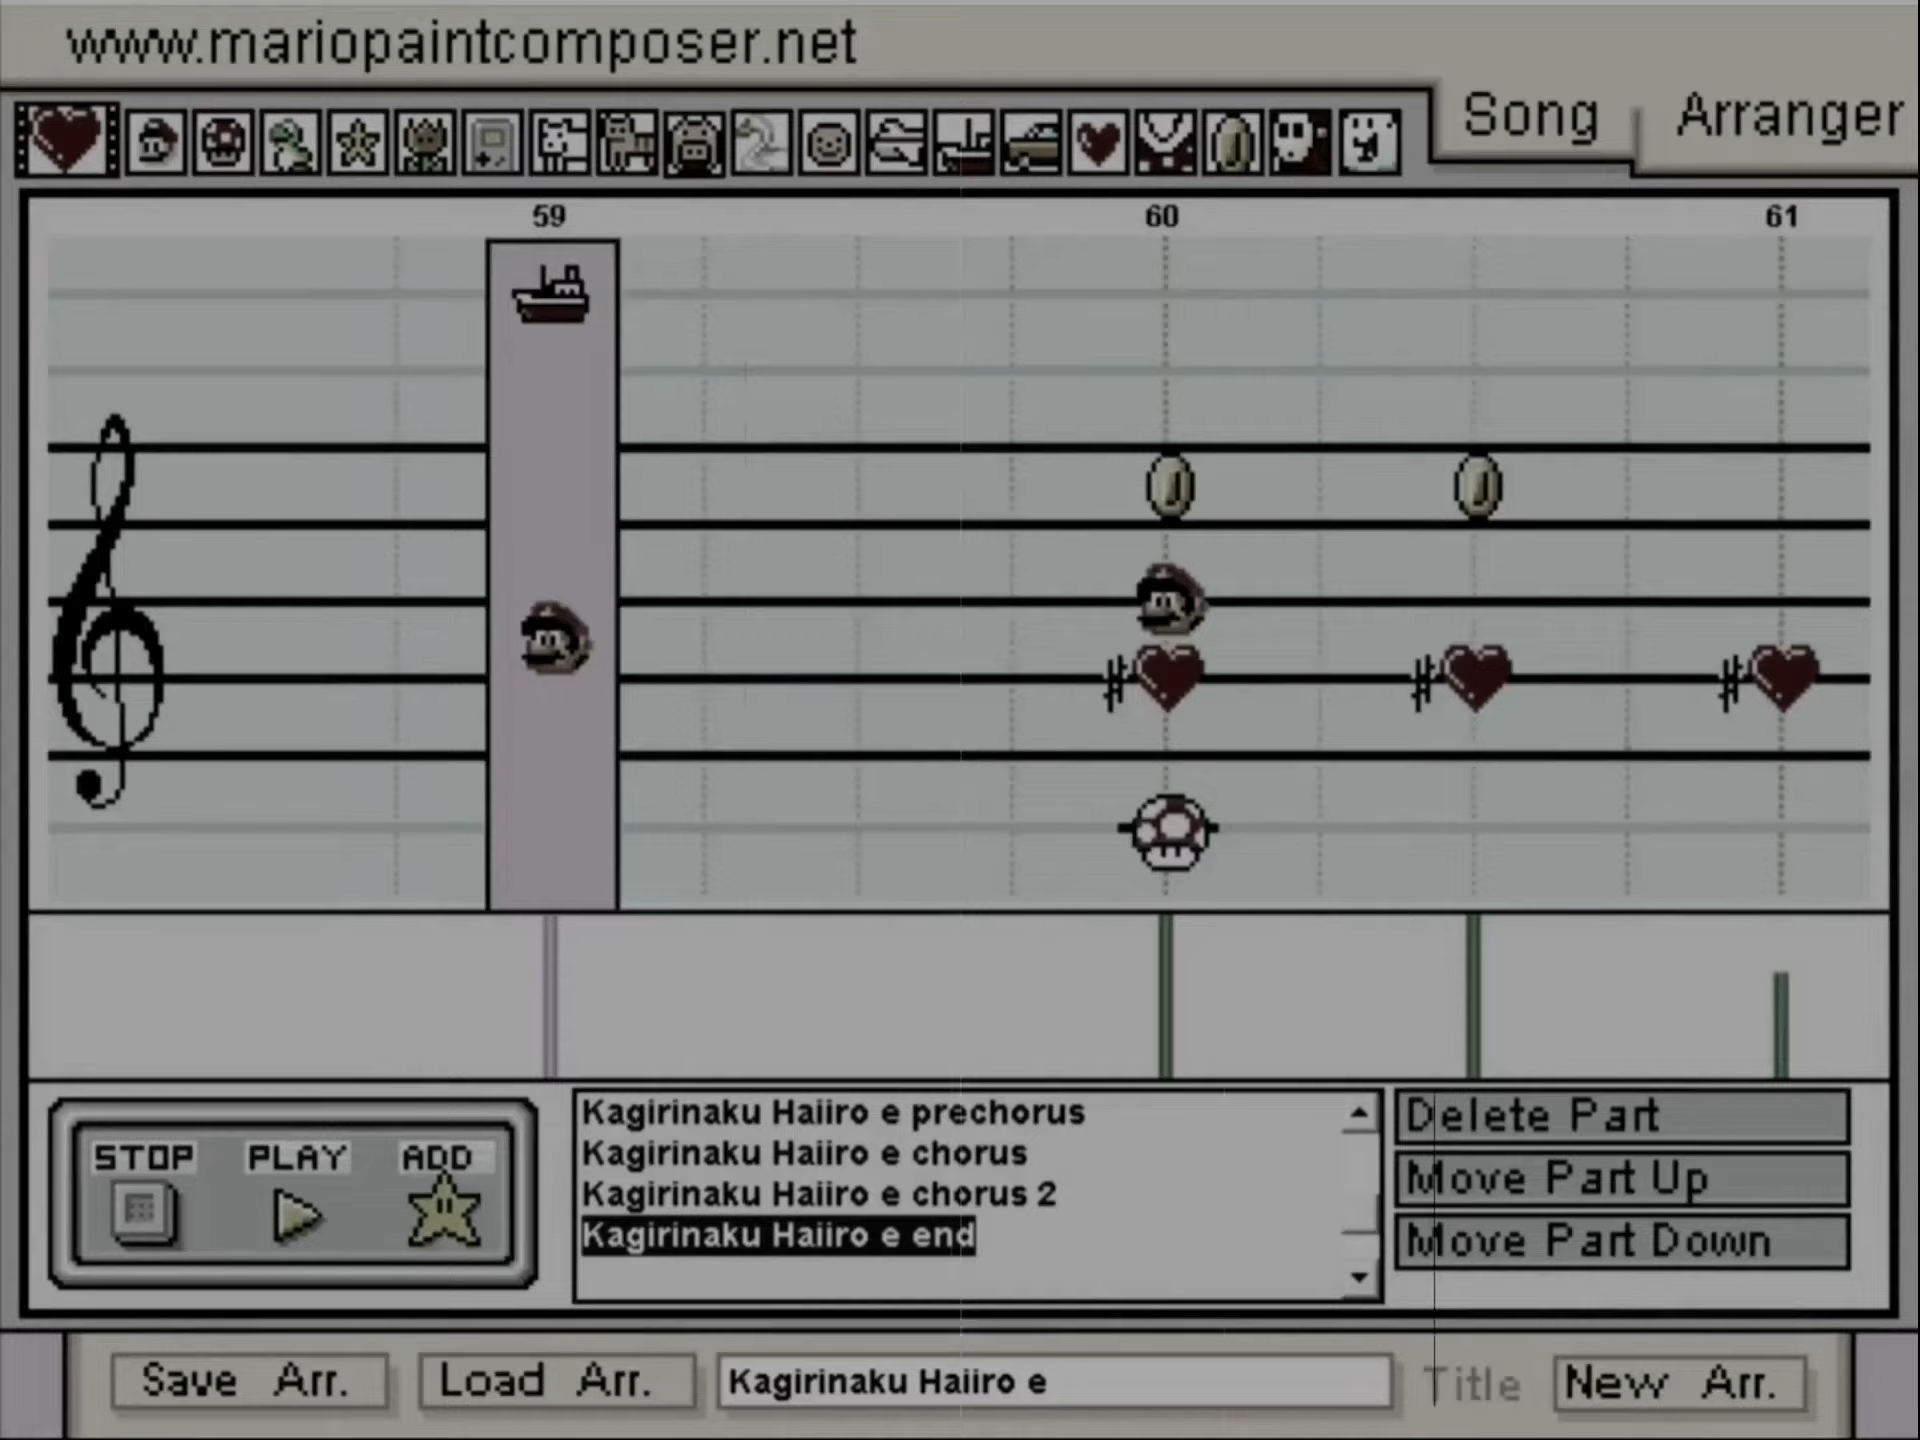 www.mariopaintcomposer.net
Song
Arranger
59
60
61
STOP PLAY ADD
Kagirinaku Haiiro e prechorus
Kagirinaku Haiiro e chorus
Kagirinaku Haiiro e chorus 2
Kagirinaku Haiiro e end
Delete Part
Move Part Up
Move Part Down
Save Arr.
Load Arr.
Kagirinaku Haiiro e
Title
New Arr.